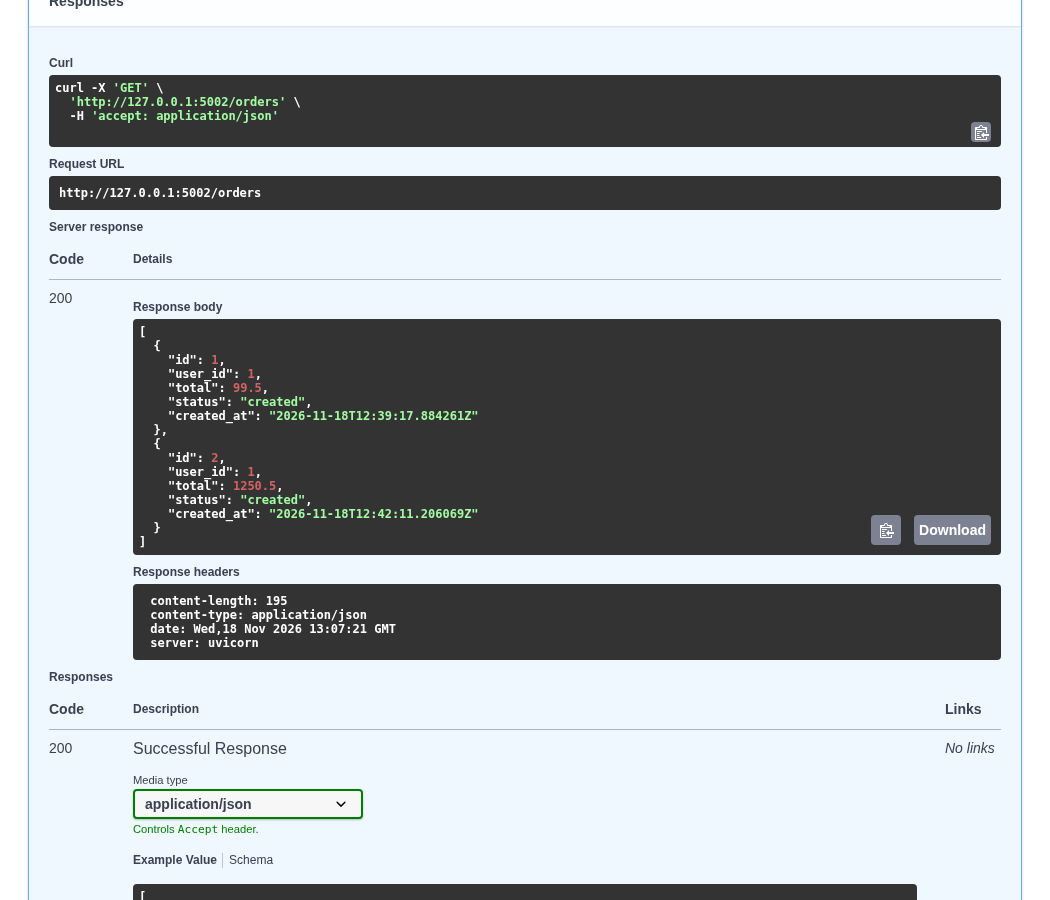 Responses
Curl
curl -X 'GET' \
  'http://127.0.0.1:5002/orders' \
  -H 'accept: application/json'
Request URL
http://127.0.0.1:5002/orders
Server response
Code Details
200
Response body
[
  {
    "id": 1,
    "user_id": 1,
    "total": 99.5,
    "status": "created",
    "created_at": "2026-11-18T12:39:17.884261Z"
  },
  {
    "id": 2,
    "user_id": 1,
    "total": 1250.5,
    "status": "created",
    "created_at": "2026-11-18T12:42:11.206069Z"
  }
]
Download
Response headers
content-length: 195
content-type: application/json
date: Wed,18 Nov 2026 13:07:21 GMT
server: uvicorn
Responses
Code Description Links
200 Successful Response No links
Media type
application/json
Controls Accept header.
Example Value Schema
[